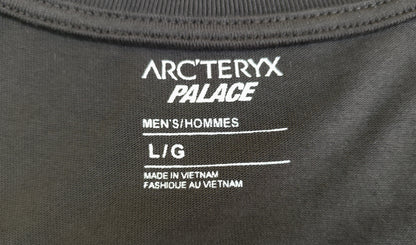 ARC'TERYX
PALACE
MEN'S/HOMMES
L/G
MADE IN VIETNAM
FASHIQUE AU VIETNAM